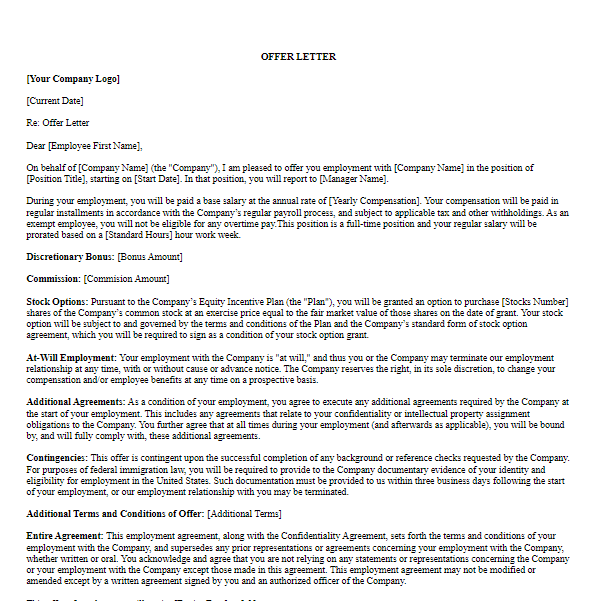 OFFER LETTER
[Your Company Logo]
[Current Date]
Re: Offer Letter
Dear [Employee First Name],
On behalf of [Company Name] (the "Company"), I am pleased to offer you employment with [Company Name] in the position of
[Position Title], starting on [Start Date]. In that position, you will report to [Manager Name].
During your employment, you will be paid a base salary at the annual rate of [Yearly Compensation]. Your compensation will be paid in
regular installments in accordance with the Company's regular payroll process, and subject to applicable tax and other withholdings. As an
exempt employee, you will not be eligible for any overtime pay.This position is a full-time position and your regular salary will be
prorated based on a [Standard Hours] hour work week.
Discretionary Bonus: [Bonus Amount]
Commission: [Commision Amount]
Stock Options: Pursuant to the Company's Equity Incentive Plan (the "Plan"), you will be granted an option to purchase [Stocks Number]
shares of the Company's common stock at an exercise price equal to the fair market value of those shares on the date of grant. Your stock
option will be subject to and governed by the terms and conditions of the Plan and the Company's standard form of stock option
agreement, which you will be required to sign as a condition of your stock option grant.
At-Will Employment: Your employment with the Company is "at will," and thus you or the Company may terminate our employment
relationship at any time, with or without cause or advance notice. The Company reserves the right, in its sole discretion, to change your
compensation and/or employee benefits at any time on a prospective basis.
Additional Agreements: As a condition of your employment, you agree to execute any additional agreements required by the Company at
the start of your employment. This includes any agreements that relate to your confidentiality or intellectual property assignment
obligations to the Company. You further agree that at all times during your employment (and afterwards as applicable), you will be bound
by, and will fully comply with, these additional agreements.
Contingencies: This offer is contingent upon the successful completion of any background or reference checks requested by the Company.
For purposes of federal immigration law, you will be required to provide to the Company documentary evidence of your identity and
eligibility for employment in the United States. Such documentation must be provided to us within three business days following the start
of your employment, or our employment relationship with you may be terminated.
Additional Terms and Conditions of Offer: [Additional Terms]
Entire Agreement: This employment agreement, along with the Confidentiality Agreement, sets forth the terms and conditions of your
employment with the Company, and supersedes any prior representations or agreements concerning your employment with the Company,
whether written or oral. You acknowledge and agree that you are not relying on any statements or representations concerning the Company
or your employment with the Company except those made in this agreement. This employment agreement may not be modified or
amended except by a written agreement signed by you and an authorized officer of the Company.